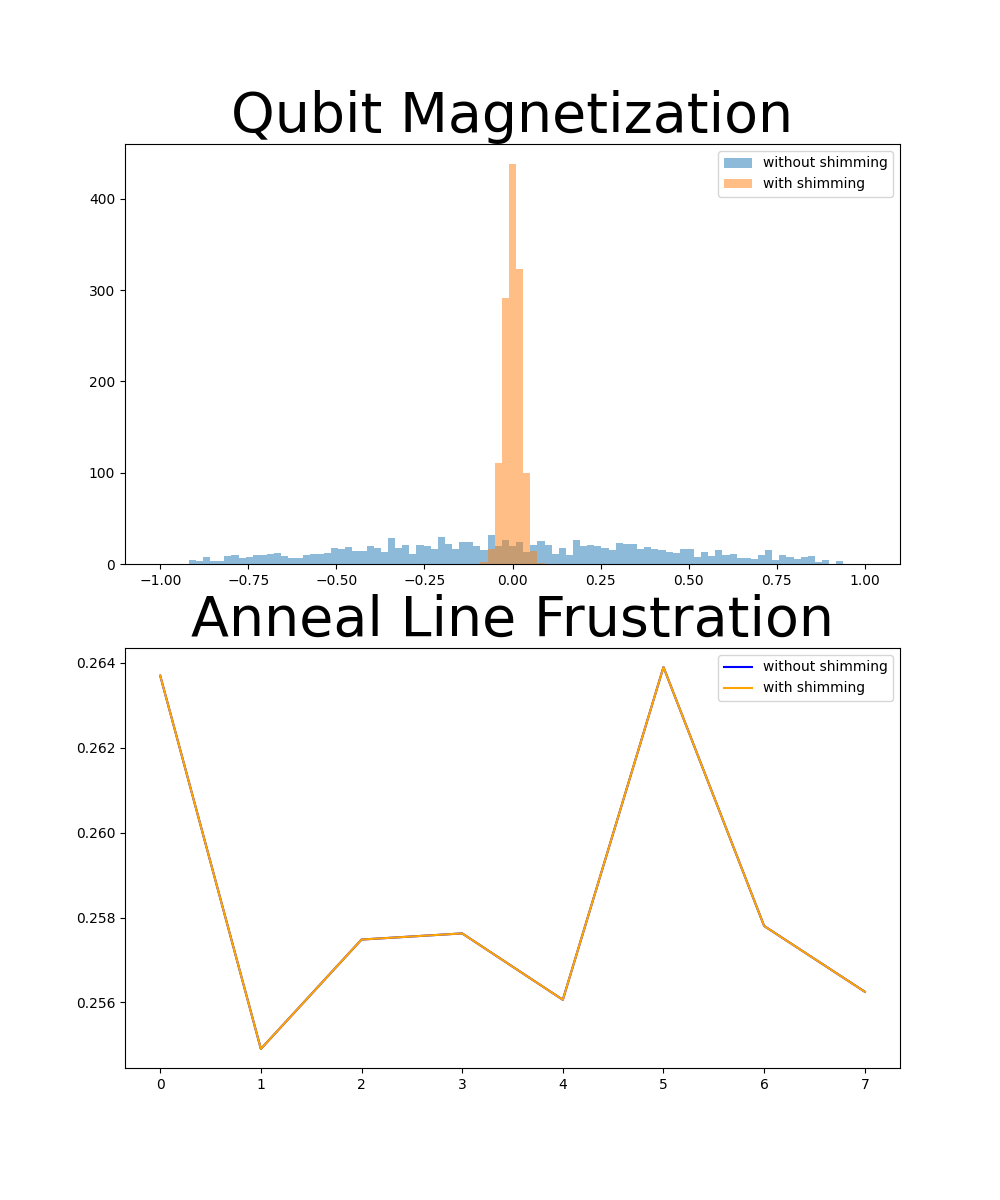 Qubit Magnetization
without shimming
with shimming
400
300
200
100
0
−1.00 −0.75 −0.50 −0.25 0.00 0.25 0.50 0.75 1.00
Anneal Line Frustration
without shimming
with shimming
0.264
0.262
0.260
0.258
0.256
0 1 2 3 4 5 6 7